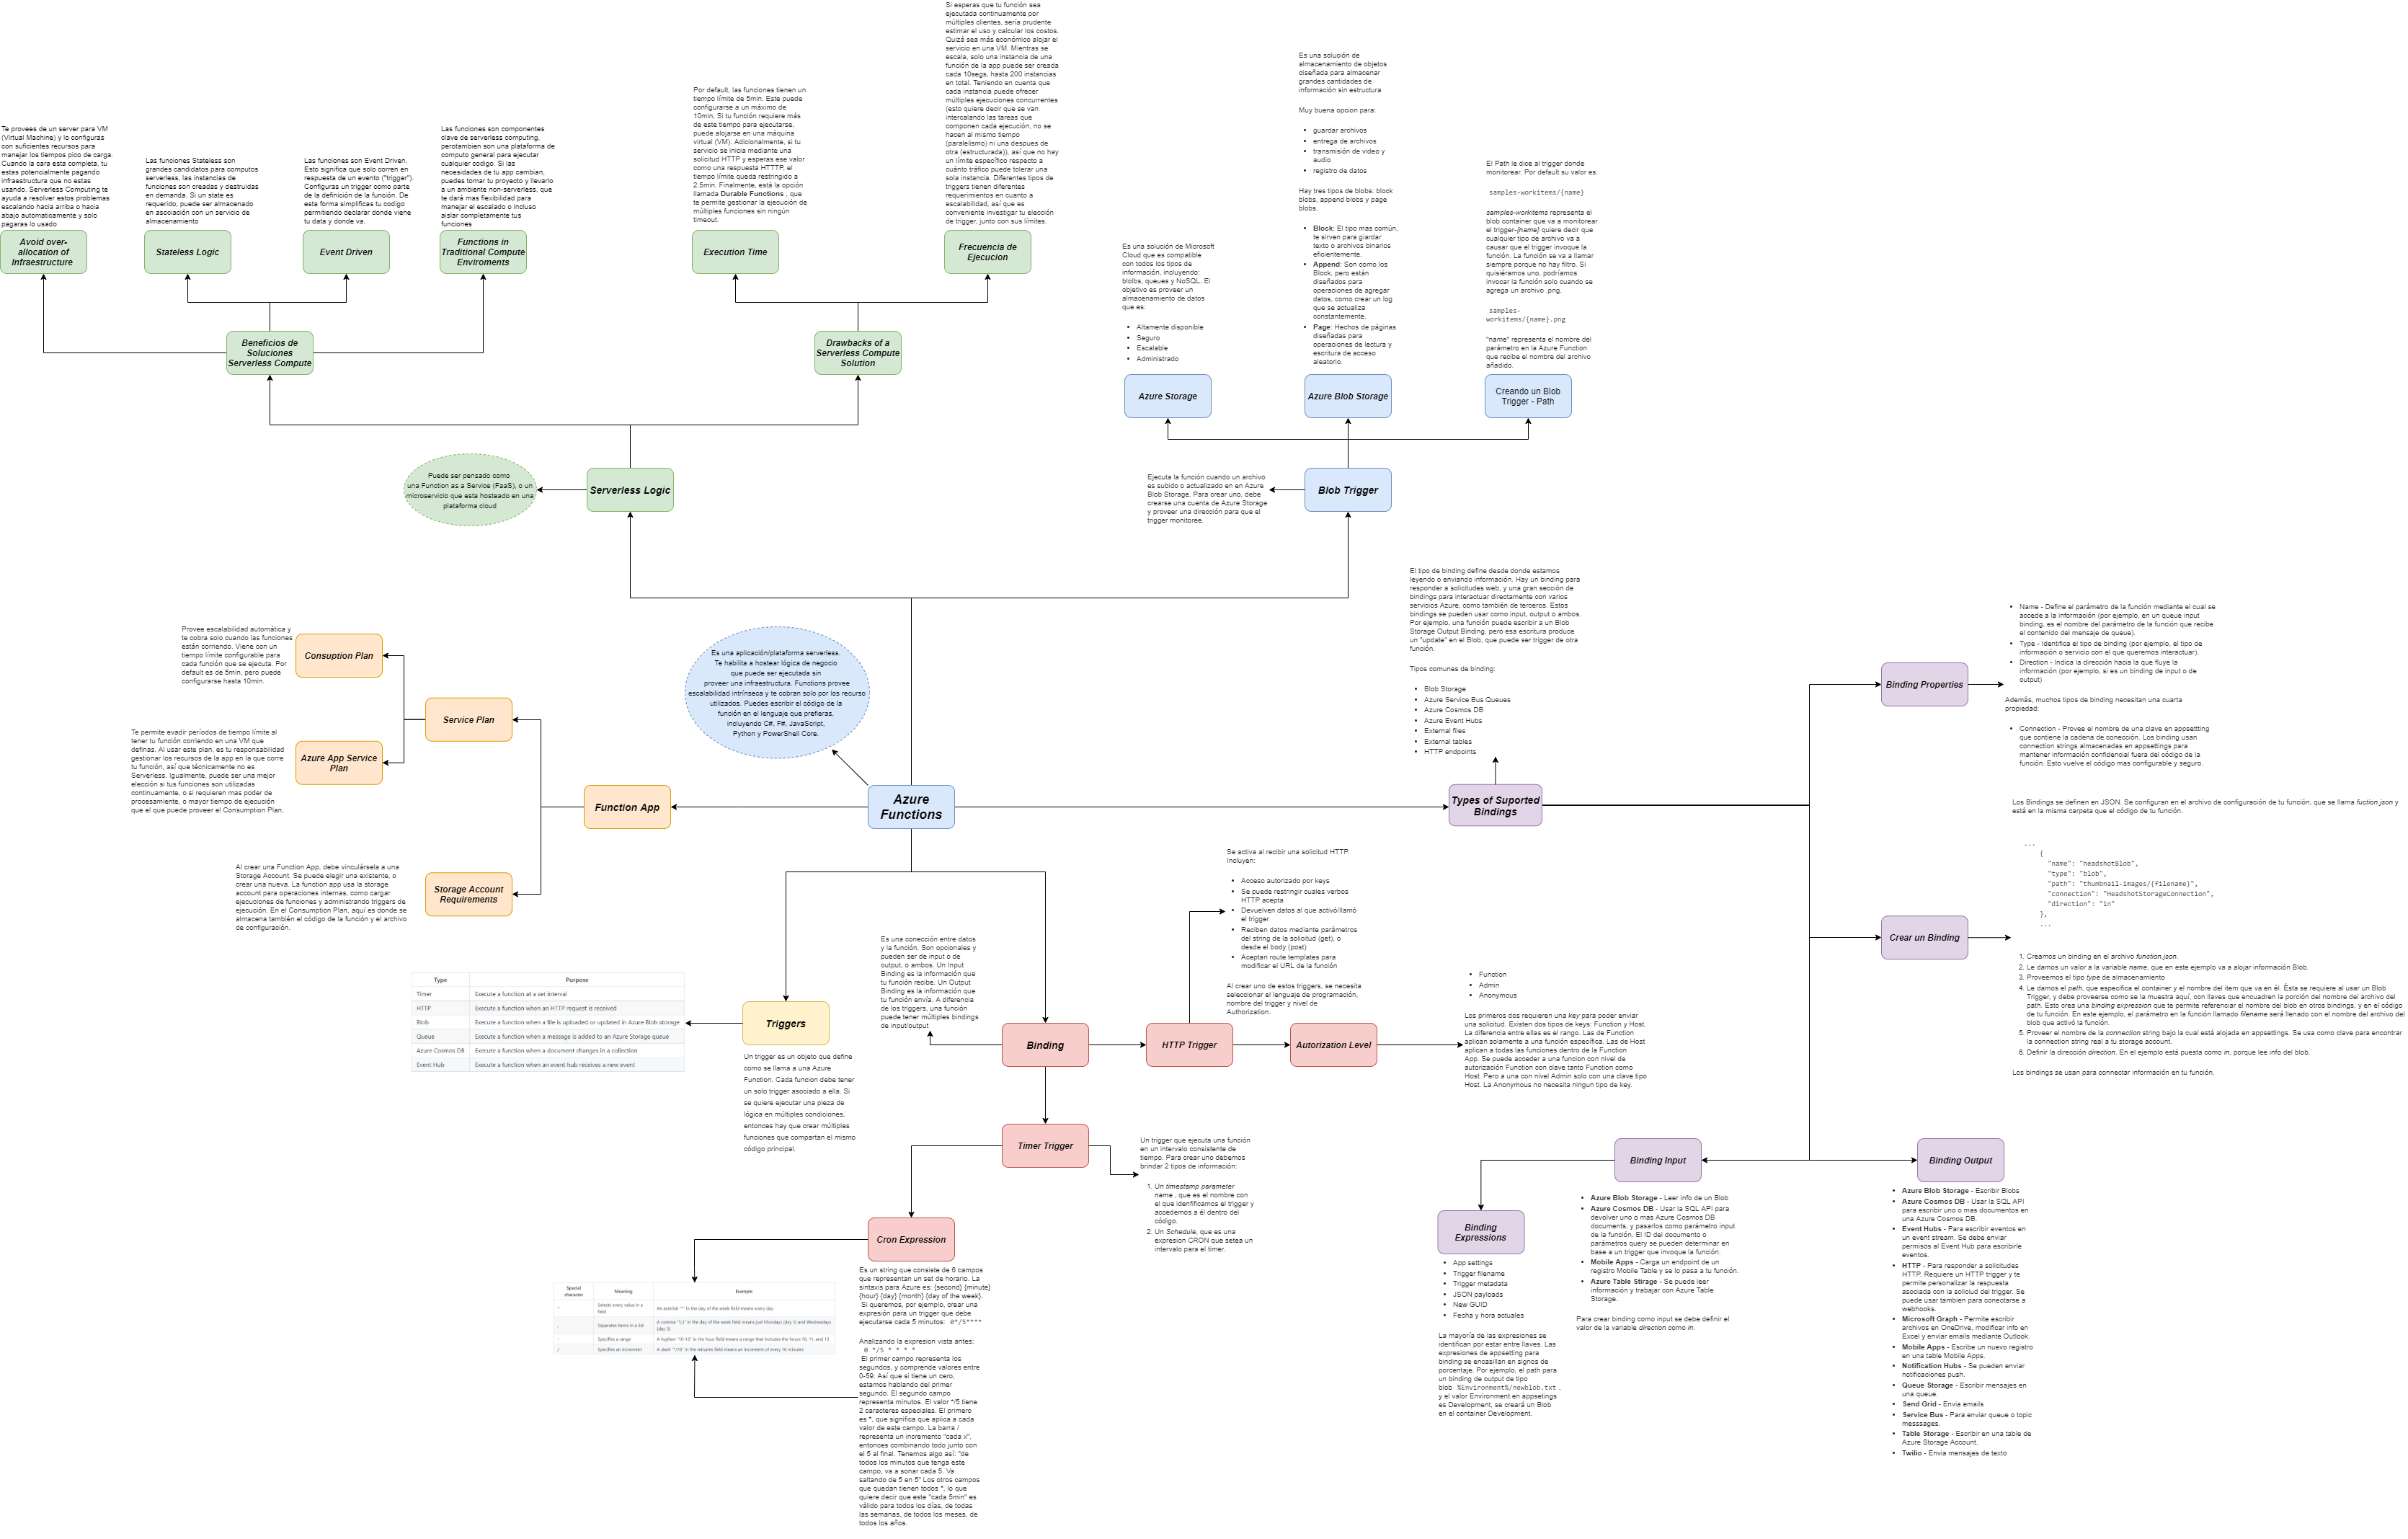 Te provees de un server para VM
(Virtual Machine) y lo configuras
con suficientes recursos para
manejar los tiempos pico de carga.
Cuando la cara esta completa, tu
estas potencialmente pagando
infraestructura que no estas
usando. Serverless Computing te
ayuda a resolver estos problemas
escalando hacia arriba o hacia
abajo automaticamente y solo
pagaras lo usado
Avoid over-
allocation of
Infraestructure
Las funciones Stateless son
grandes candidatos para computos
serverless, las instancias de
funciones son creadas y destruidas
en demanda. Si un state es
requerido, puede ser almacenado
en asociación con un servicio de
almacenamiento
Stateless Logic
Las funciones son Event Driven.
Esto significa que solo corren en
respuesta de un evento ("trigger").
Configuras un trigger como parte
de la definición de la función. De
esta forma simplificas tu codigo
permitiendo declarar donde viene
tu data y donde va.
Event Driven
Las funciones son componentes
clave de serverless computing,
perotambien son una plataforma de
computo general para ejecutar
cualquier codigo. Si las
necesidades de tu app cambian,
puedes tomar tu proyecto y llevarlo
a un ambiente non-serverless, que
te dará mas flexibilidad para
manejar el escalado o incluso
aislar completamente tus
funciones
Functions in
Traditional Compute
Enviroments
Por default, las funciones tienen un
tiempo límite de 5min. Este puede
configurarse a un máximo de
10min, Si tu función requiere más
de este tiempo para ejecutarse,
puede alojarse en una máquina
virtual (VM). Adicionalmente, si tu
servicio se inicia mediante una
solicitud HTTP y esperas ese valor
como una respuesta HTTTP, el
tiempo límite queda restringido a
2.5min. Finalmente, está la opción
llamada Durable Functions , que
te permite gestionar la ejecución de
múltiples funciones sin ningún
timeout.
Execution Time
Si esperas que tu función sea
ejecutada continuamente por
múltiples clientes, sería prudente
estimar el uso y calcular los costos.
Quizá sea más económico alojar el
servicio en una VM. Mientras se
escala, solo una instancia de una
función de la app puede ser creada
cada 10segs, hasta 200 instancias
en total. Teniendo en cuenta que
cada instancia puede ofrecer
múltiples ejecuciones concurrentes
(esto quiere decir que se van
intercalando las tareas que
componen cada ejecución, no se
hacen al mismo tiempo
(paralelismo) ni una despues de
otra (estructurada)), así que no hay
un límite específico respecto a
cuánto tráfico puede tolerar una
sola instancia. Diferentes tipos de
triggers tienen diferentes
requerimientos en cuanto a
escalabilidad, así que es
conveniente investigar tu elección
de trigger, junto con sus límites.
Frecuencia de
Ejecucion
Beneficios de
Soluciones
Serverless Compute
Drawbacks of a
Serverless Compute
Solution
Puede ser pensado como
una Function as a Service (FaaS), o un
microservicio que esta hosteado en una
plataforma cloud
Serverless Logic
Es una solución de Microsoft
Cloud que es compatible
con todos los tipos de
información, incluyendo:
blolbs, queues y NoSQL. El
objetivo es proveer un
almacenamiento de datos
que es:
• Altamente disponible
• Seguro
• Escalable
• Administrado
Azure Storage
Es una solución de
almacenamiento de objetos
diseñada para almacenar
grandes cantidades de
información sin estructura
Muy buena opcion para:
• guardar archivos
• entrega de archivos
• transmisión de video y
audio
• registro de datos
Hay tres tipos de blobs: block
blobs, append blobs y page
blobs.
• Block: El tipo mas común,
te sirven para giardar
texto o archivos binarios
eficientemente.
• Append: Son como los
Block, pero están
diseñados para
operaciones de agregar
datos, como crear un log
que se actualiza
constantemente.
• Page: Hechos de páginas
diseñadas para
operaciones de lectura y
escritura de acceso
aleatorio.
Azure Blob Storage
El Path le dice al trigger donde
monitorear. Por default su valor es:
samples-workitems/{name}
samples-workitems representa el
blob container que va a monitorear
el trigger-{name} quiere decir que
cualquier tipo de archivo va a
causar que el trigger invoque la
función. La función se va a llamar
siempre porque no hay filtro. Si
quisiéramos uno, podríamos
invocar la función solo cuando se
agrega un archivo .png.
samples-
workitems/{name}.png
"name" representa el nombre del
parámetro en la Azure Function
que recibe el nombre del archivo
añadido.
Creando un Blob
Trigger - Path
Ejecuta la función cuando un archivo
es subido o actualizado en en Azure
Blob Storage. Para crear uno, debe
crearse una cuenta de Azure Storage
y proveer una dirección para que el
trigger monitoree.
Blob Trigger
Provee escalabilidad automática y
te cobra solo cuando las funciones
están corriendo. Viene con un
tiempo límite configurable para
cada función que se ejecuta. Por
default es de 5min, pero puede
configurarse hasta 10min.
Consuption Plan
Te permite evadir períodos de tiempo límite al
tener tu función corriendo en una VM que
definas. Al usar este plan, es tu responsabilidad
gestionar los recursos de la app en la que corre
tu función, así que técnicamente no es
Serverless. Igualmente, puede ser una mejor
elección si tus funciones son utilizadas
continuamente, o si requieren mas poder de
procesamiente, o mayor tiempo de ejecución
que el que puede proveer el Consumption Plan.
Azure App Service
Plan
Service Plan
Al crear una Function App, debe vinculársela a una
Storage Account. Se puede elegir una existente, o
crear una nueva. La function app usa la storage
account para operaciones internas, como cargar
ejecuciones de funciones y administrando triggers de
ejecución. En el Consumption Plan, aquí es donde se
almacena también el código de la función y el archivo
de configuración.
Storage Account
Requirements
Function App
Es una aplicación/plataforma serverless.
Te habilita a hostear lógica de negocio
que puede ser ejecutada sin
proveer una infraestructura. Functions provee
escalabilidad intrínseca y te cobran solo por los recurso
utilizados. Puedes escribir el código de la
función en el lenguaje que prefieras,
incluyendo C#, F#, JavaScript,
Python y PowerShell Core.
Azure
Functions
El tipo de binding define desde donde estamos
leyendo o enviando información. Hay un binding para
responder a solicitudes web, y una gran sección de
bindings para interactuar directamente con varios
servicios Azure, como también de terceros. Estos
bindings se pueden usar como input, output o ambos.
Por ejemplo, una función puede escribir a un Blob
Storage Output Binding, pero esa escritura produce
un "update" en el Blob, que puede ser trigger de otra
función.
Tipos comunes de binding:
• Blob Storage
• Azure Service Bus Queues
• Azure Cosmos DB
• Azure Event Hubs
• External files
• External tables
• HTTP endpoints
Types of Suported
Bindings
• Name - Define el parámetro de la función mediante el cual se
accede a la información (por ejemplo, en un queue input
binding, es el nombre del parámetro de la función que recibe
el contenido del mensaje de queue).
• Type - Identifica el tipo de binding (por ejemplo, el tipo de
información o servicio con el que queremos interactuar).
• Direction - Indica la dirección hacia la que fluye la
información (por ejemplo, si es un binding de input o de
output)
Además, muchos tipos de binding necesitan una cuarta
propiedad:
• Connection - Provee el nombre de una clave en appsettting
que contiene la cadena de conección. Los binding usan
connection strings almacenadas en appsettings para
mantener información confidencial fuera del código de la
función. Esto vuelve el código mas configurable y seguro.
Binding Properties
Los Bindings se definen en JSON. Se configuran en el archivo de configuración de tu función, que se llama fuction json y
está en la misma carpeta que el código de tu función.
...
{
"name": "headshotBlob",
"type": "blob",
"path": "thumbnail-images/{filename}",
"connection": "HeadshotStorageConnection",
"direction": "in"
},
...
Crear un Binding
1. Creamos un binding en el archivo function.json.
2. Le damos un valor a la variable name, que en este ejemplo va a alojar información Blob.
3. Proveemos el tipo type de almacenamiento
4. Le damos el path, que especifica el container y el nombre del item que va en él. Ésta se requiere al usar un Blob
Trigger, y debe proveerse como se la muestra aquí, con llaves que encuadren la porción del nombre del archivo del
path. Esto crea una binding expression que te permite referenciar el nombre del blob en otros bindings, y en el código
de tu función. En este ejemplo, el parámetro en la función llamado filename será llenado con el nombre del archivo del
blob que activó la función.
5. Proveer el nombre de la connection string bajo la cual está alojada en appsettings. Se usa como clave para encontrar
la connection string real a tu storage account.
6. Definir la dirección direction. En el ejemplo está puesta como in, porque lee info del blob.
Los bindings se usan para connectar información en tu función.
Type Purpose
Timer Execute a function at a set interval
HTTP Execute a function when an HTTP request is received
Blob Execute a function when a file is uploaded or updated in Azure Blob storage
Queue Execute a function when a message is added to an Azure Storage queue
Azure Cosmos DB Execute a function when a document changes in a collection
Event Hub Execute a function when an event hub receives a new event
Triggers
Un trigger es un objeto que define
como se llama a una Azure
Function. Cada funcion debe tener
un solo trigger asociado a ella. Si
se quiere ejecutar una pieza de
lógica en múltiples condiciones,
entonces hay que crear múltiples
funciones que compartan el mismo
código principal.
Es una conección entre datos
y la función. Son opcionales y
pueden ser de input o de
output, o ambos. Un Input
Binding es la información que
tu función recibe. Un Output
Binding es la información que
tu función envía. A diferencia
de los triggers, una función
puede tener múltiples bindings
de input/output
Binding
Se activa al recibir una solicitud HTTP.
Incluyen:
• Acceso autorizado por keys
• Se puede restringir cuales verbos
HTTP acepta
• Devuelven datos al que activó/llamó
el trigger
• Reciben datos mediante parámetros
del string de la solicitud (get), o
desde el body (post)
• Aceptan route templates para
modificar el URL de la función
Al crear uno de estos triggers, se necesita
seleccionar el lenguaje de programación,
nombre del trigger y nivel de
Authorization.
HTTP Trigger
Autorization Level
• Function
• Admin
• Anonymous
Los primeros dos requieren una key para poder enviar
una solicitud. Existen dos tipos de keys: Function y Host.
La diferencia entre ellas es el rango. Las de Function
aplican solamente a una función específica. Las de Host
aplican a todas las funciones dentro de la Function
App. Se puede acceder a una funcion con nivel de
autorización Function con clave tanto Function como
Host. Pero a una con nivel Admin solo con una clave tipo
Host. La Anonymous no necesita ningun tipo de key.
Timer Trigger
Un trigger que ejecuta una función
en un intervalo consistente de
tiempo. Para crear uno debemos
brindar 2 tipos de información:
1. Un timestamp parameter
name , que es el nombre con
el que idenfificamos el trigger y
accedemos a él dentro del
código.
2. Un Schedule, que es una
expresion CRON que setea un
intervalo para el timer.
Cron Expression
Es un string que consiste de 6 campos
que representan un set de horario. La
sintaxis para Azure es: {second} {minute}
{hour} {day} {month} {day of the week}.
Si queremos, por ejemplo, crear una
expresión para un trigger que debe
ejecutarse cada 5 minutos: 0*/5****
Analizando la expresion vista antes:
0 */5 * * * *
El primer campo representa los
segundos, y comprende valores entre
0-59. Así que si tiene un cero,
estamos hablando del primer
segundo. El segundo campo
representa minutos. El valor */5 tiene
2 caracteres especiales. El primero
es *, que significa que aplica a cada
valor de este campo. La barra /
representa un incremento "cada x",
entonces combinando todo junto con
el 5 al final. Tenemos algo así: "de
todos los minutos que tenga este
campo, va a sonar cada 5. Va
saltando de 5 en 5" Los otros campos
que quedan tienen todos *, lo que
quiere decir que este "cada 5min" es
válido para todos los días, de todas
las semanas, de todos los meses, de
todos los años.
Special character Meaning Example
* Selects every value in a field An asterisk "*" in the day of the week field means every day
, Separates items in a list A comma "1,3" in the day of the week field means just Mondays (day 1) and Wednesdays (day 3)
- Specifies a range A hyphen "10-12" in the hour field means a range that includes the hours 10, 11, and 12
/ Specifies an increment A slash "*/10" in the minutes field means an increment of every 10 minutes
Binding Input
• Azure Blob Storage - Leer info de un Blob
• Azure Cosmos DB - Usar la SQL API para
devolver uno o mas Azure Cosmos DB
documents, y pasarlos como parámetro input
de la función. El ID del documento o
parámetros query se pueden determinar en
base a un trigger que invoque la función.
• Mobile Apps - Carga un endpoint de un
registro Mobile Table y se lo pasa a tu función.
• Azure Table Stirage - Se puede leer
información y trabajar con Azure Table
Storage.
Para crear binding como input se debe definir el
valor de la variable direction como in.
Binding
Expressions
• App settings
• Trigger filename
• Trigger metadata
• JSON payloads
• New GUID
• Fecha y hora actuales
La mayoría de las expresiones se
identifican por estar entre llaves. Las
expresiones de appsetting para
binding se encasillan en signos de
porcentaje. Por ejemplo, el path para
un binding de output de tipo
blob %Environment%/newblob.txt ,
y el valor Environment en appsetings
es Development, se creará un Blob
en el container Development.
Binding Output
• Azure Blob Storage - Escribir Blobs
• Azure Cosmos DB - Usar la SQL API
para escribir uno o mas documentos en
una Azure Cosmos DB.
• Event Hubs - Para escribir eventos en
un event stream. Se debe enviar
permisos al Event Hub para escribirle
eventos.
• HTTP - Para responder a solicitudes
HTTP. Requiere un HTTP trigger y te
permite personalizar la respuesta
asociada con la soliciud del trigger. Se
puede usar tambien para conectarse a
webhooks.
• Microsoft Graph - Permite escribir
archivos en OneDrive, modificar info en
Excel y enviar emails mediante Outlook.
• Mobile Apps - Escribe un nuevo registro
en una table Mobile Apps.
• Notification Hubs - Se pueden enviar
notificaciones push.
• Queue Storage - Escribir mensajes en
una queue.
• Send Grid - Envia emails
• Service Bus - Para enviar queue o topic
messsages.
• Table Storage - Escribir en una table de
Azure Storage Account.
• Twilio - Envia mensajes de texto